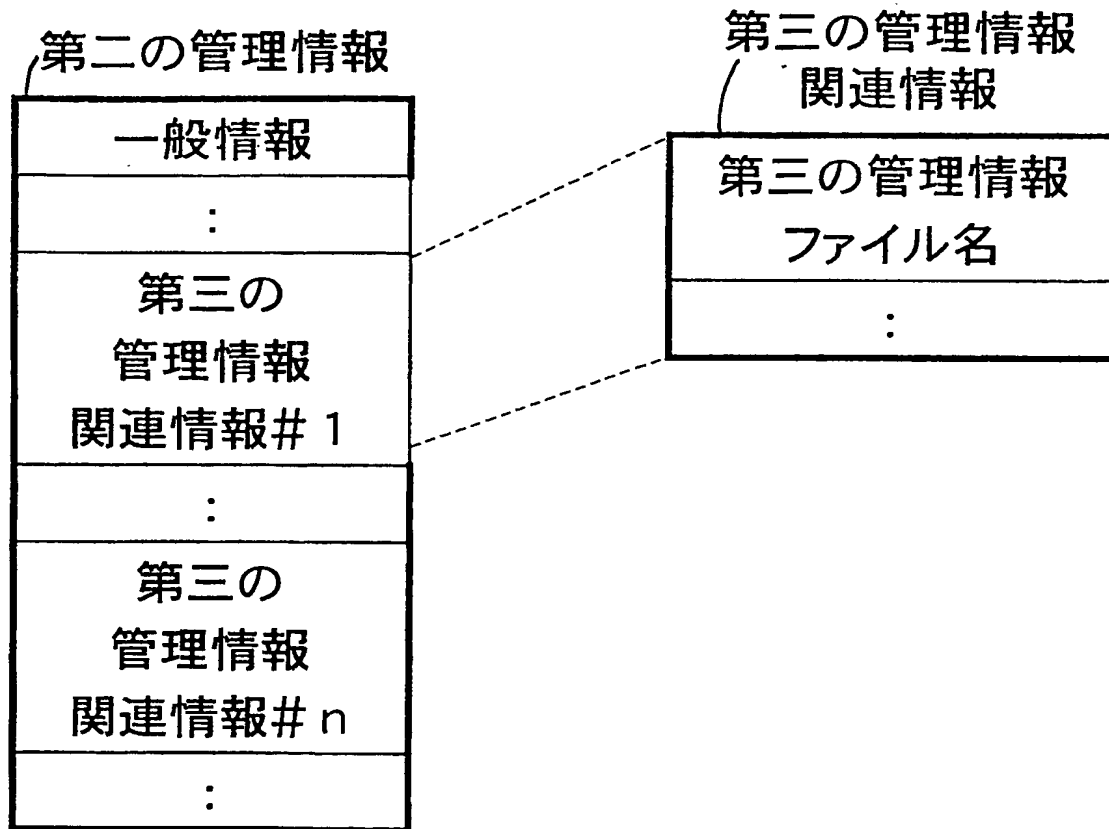 第二の管理情報
一般情報
:
第三の
管理情報
関連情報#1
:
第三の
管理情報
関連情報#n
:
第三の管理情報
関連情報
第三の管理情報
ファイル名
: